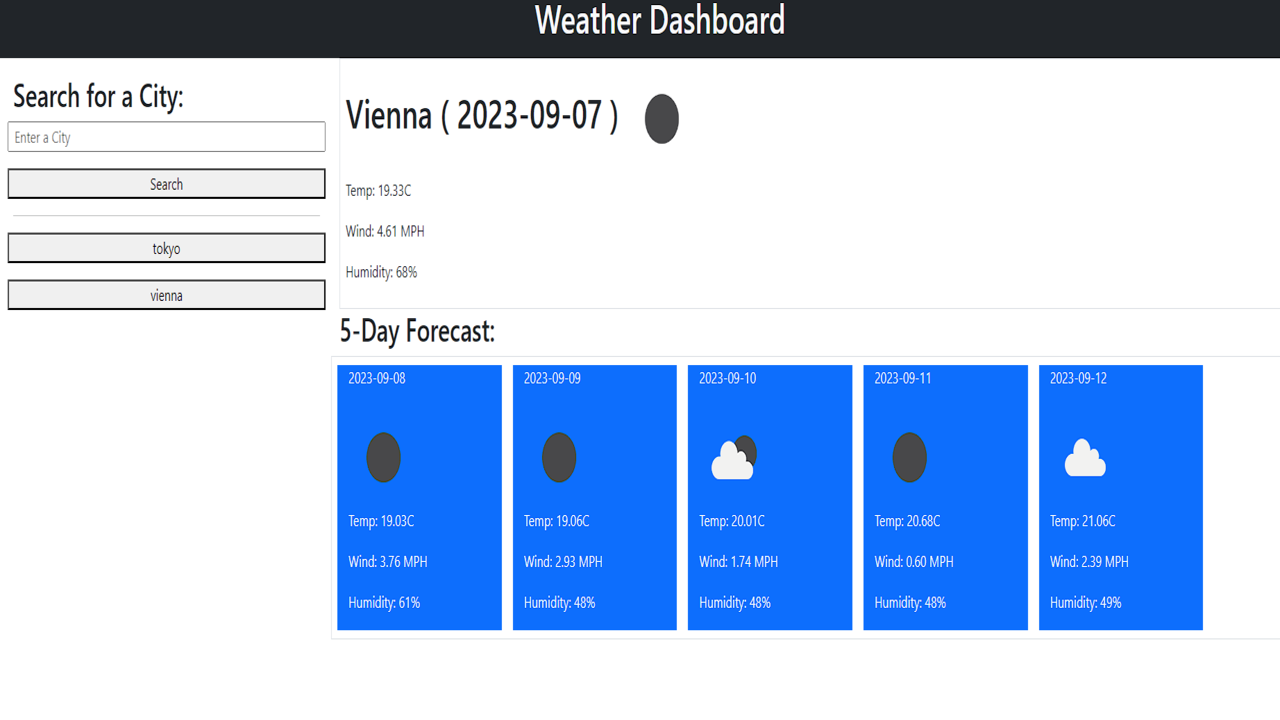 Weather Dashboard
Search for a City:
Enter a City
Search
tokyo
vienna
Vienna ( 2023-09-07 )
Temp: 19.33C
Wind: 4.61 MPH
Humidity: 68%
5-Day Forecast:
2023-09-08
Temp: 19.03C
Wind: 3.76 MPH
Humidity: 61%
2023-09-09
Temp: 19.06C
Wind: 2.93 MPH
Humidity: 48%
2023-09-10
Temp: 20.01C
Wind: 1.74 MPH
Humidity: 48%
2023-09-11
Temp: 20.68C
Wind: 0.60 MPH
Humidity: 48%
2023-09-12
Temp: 21.06C
Wind: 2.39 MPH
Humidity: 49%